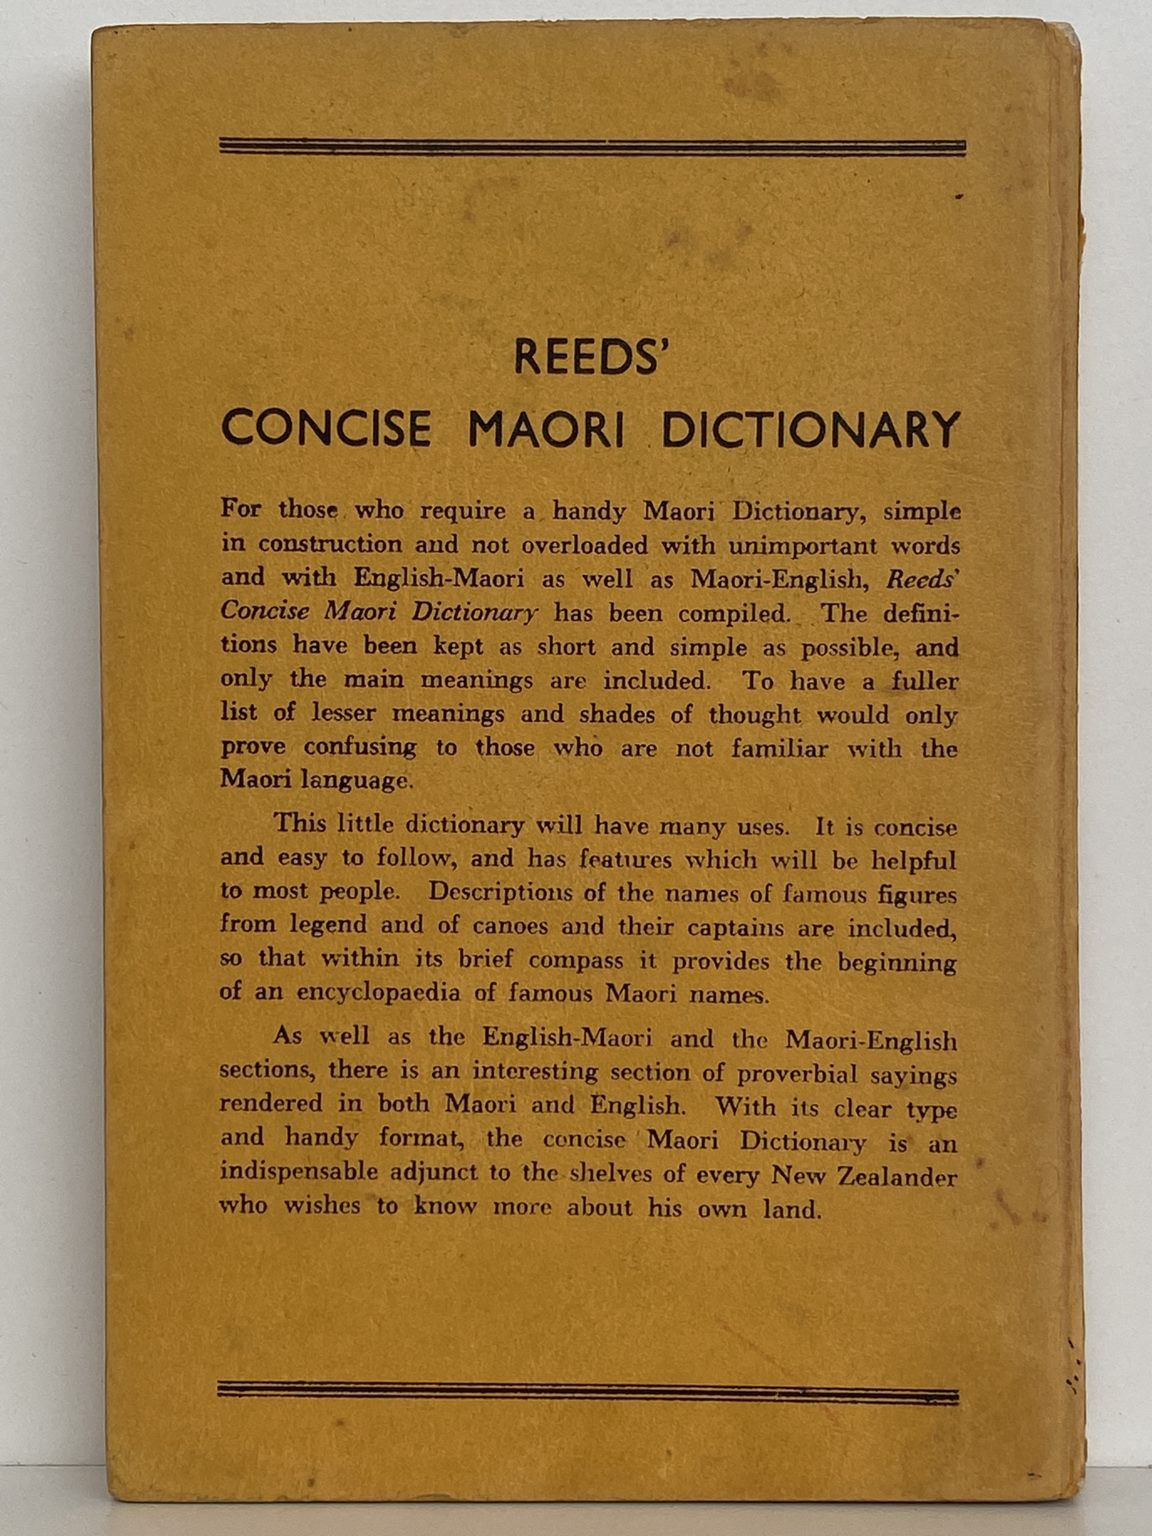 REEDS'
CONCISE MAORI DICTIONARY
For those who require a handy Maori Dictionary, simple
in construction and not overloaded with unimportant words
and with English-Maori as well as Maori-English, Reeds'
Concise Maori Dictionary has been compiled. The defini-
tions have been kept as short and simple as possible, and
only the main meanings are included. To have a fuller
list of lesser meanings and shades of thought would only
prove confusing to those who are not familiar with the
Maori language.
This little dictionary will have many uses. It is concise
and easy to follow, and has features which will be helpful
to most people. Descriptions of the names of famous figures
from legend and of canoes and their captains are included,
so that within its brief compass it provides the beginning
of an encyclopaedia of famous Maori names.
As well as the English-Maori and the Maori-English
sections, there is an interesting section of proverbial sayings
rendered in both Maori and English. With its clear type
and handy format, the concise Maori Dictionary is an
indispensable adjunct to the shelves of every New Zealander
who wishes to know more about his own land.